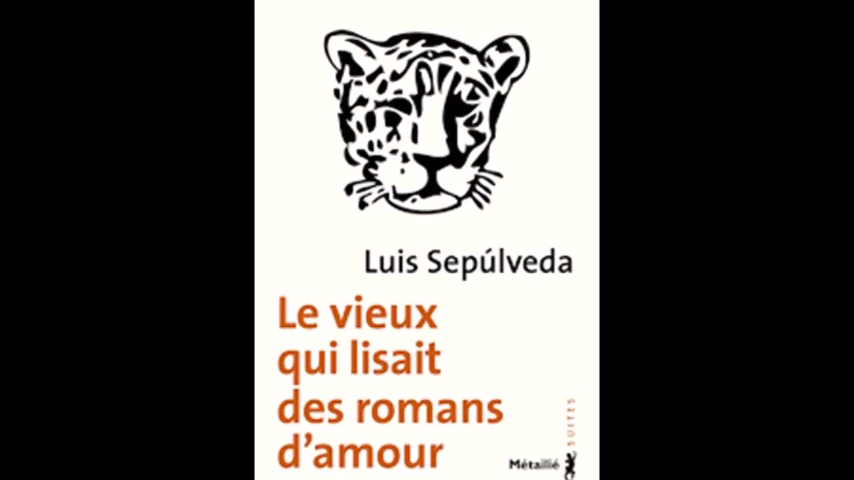 Luis Sepúlveda
Le vieux
qui lisait
des romans
d'amour
Métailié
SUITES